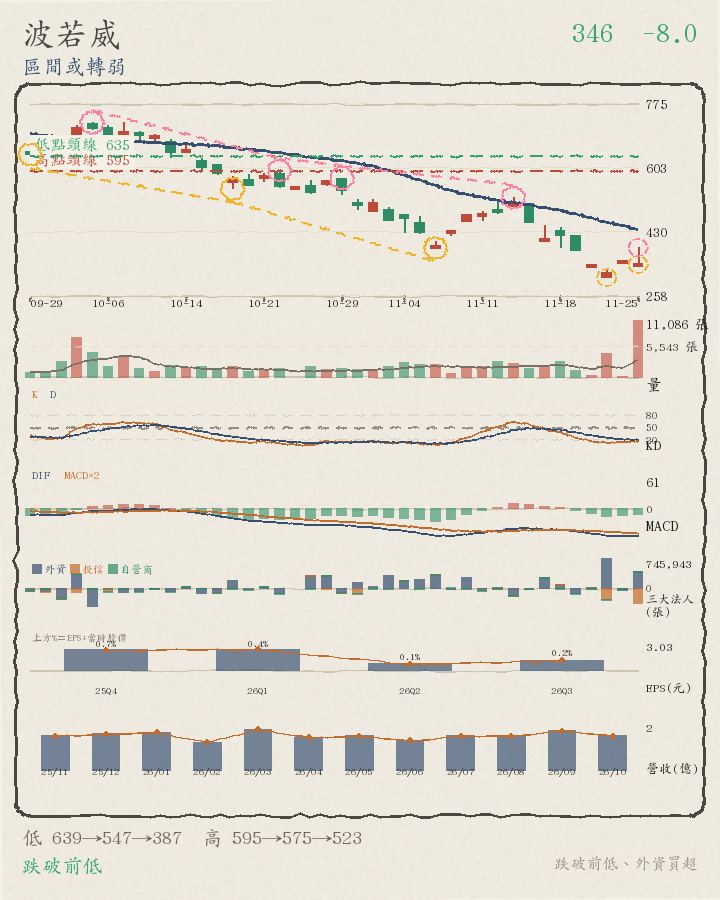 波若威
346 -8.0
區間或轉弱
775
低點頸線 635
高點頸線 595
603
430
258
09-29 10-06 10-14 10-21 10-29 11-04 11-11 11-18 11-25
11,086 張
5,543 張
量
K D
80
50
20
KD
DIF MACD×2
61
0
MACD
外資 投信 自營商
745,943
0
三大法人
(張)
上方%=EPS÷當時股價
0.7% 0.4% 0.1% 0.2%
3.03
25Q4 26Q1 26Q2 26Q3
EPS(元)
2
25/11 25/12 26/01 26/02 26/03 26/04 26/05 26/06 26/07 26/08 26/09 26/10
營收(億)
低 639→547→387 高 595→575→523
跌破前低
跌破前低、外資買超